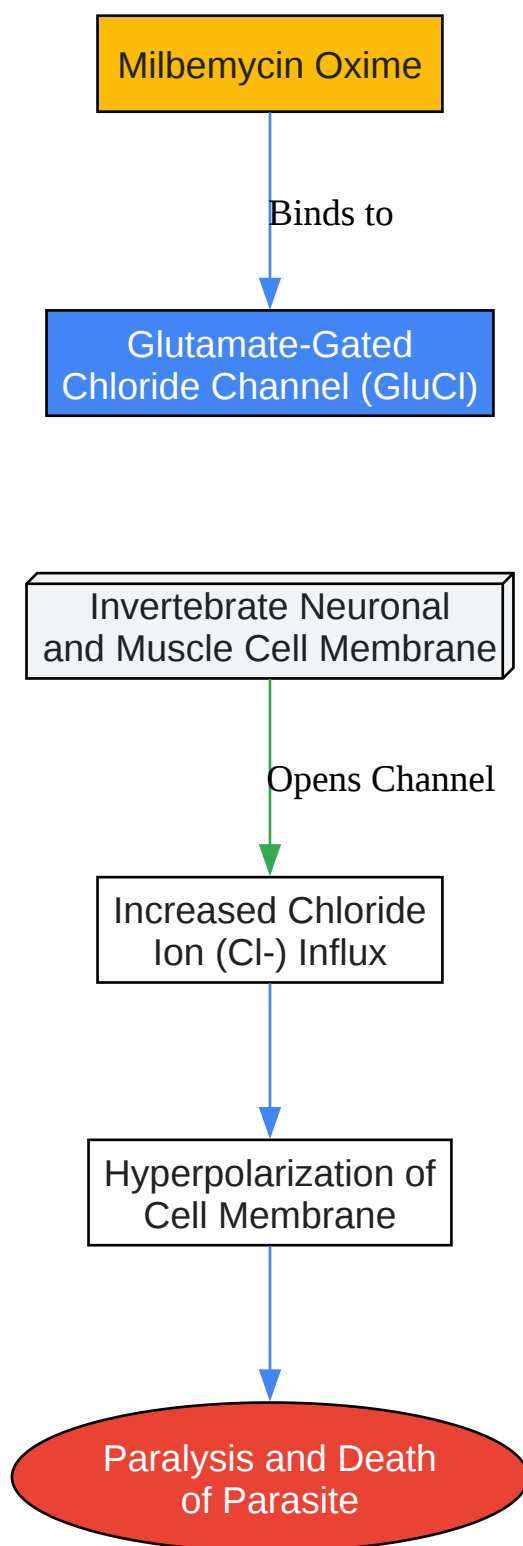 Milbemycin Oxime
Binds to
Glutamate-Gated
Chloride Channel (GluCl)
Invertebrate Neuronal
and Muscle Cell Membrane
Opens Channel
Increased Chloride
Ion (Cl-) Influx
Hyperpolarization of
Cell Membrane
Paralysis and Death
of Parasite